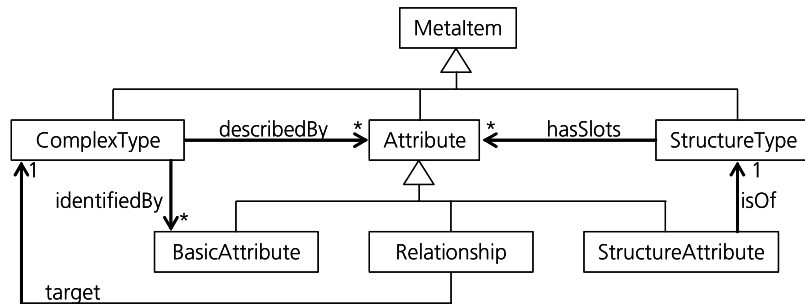 MetaItem
ComplexType
describedBy
*
Attribute
*
hasSlots
StructureType
1
identifiedBy
*
1
isOf
BasicAttribute
Relationship
StructureAttribute
target